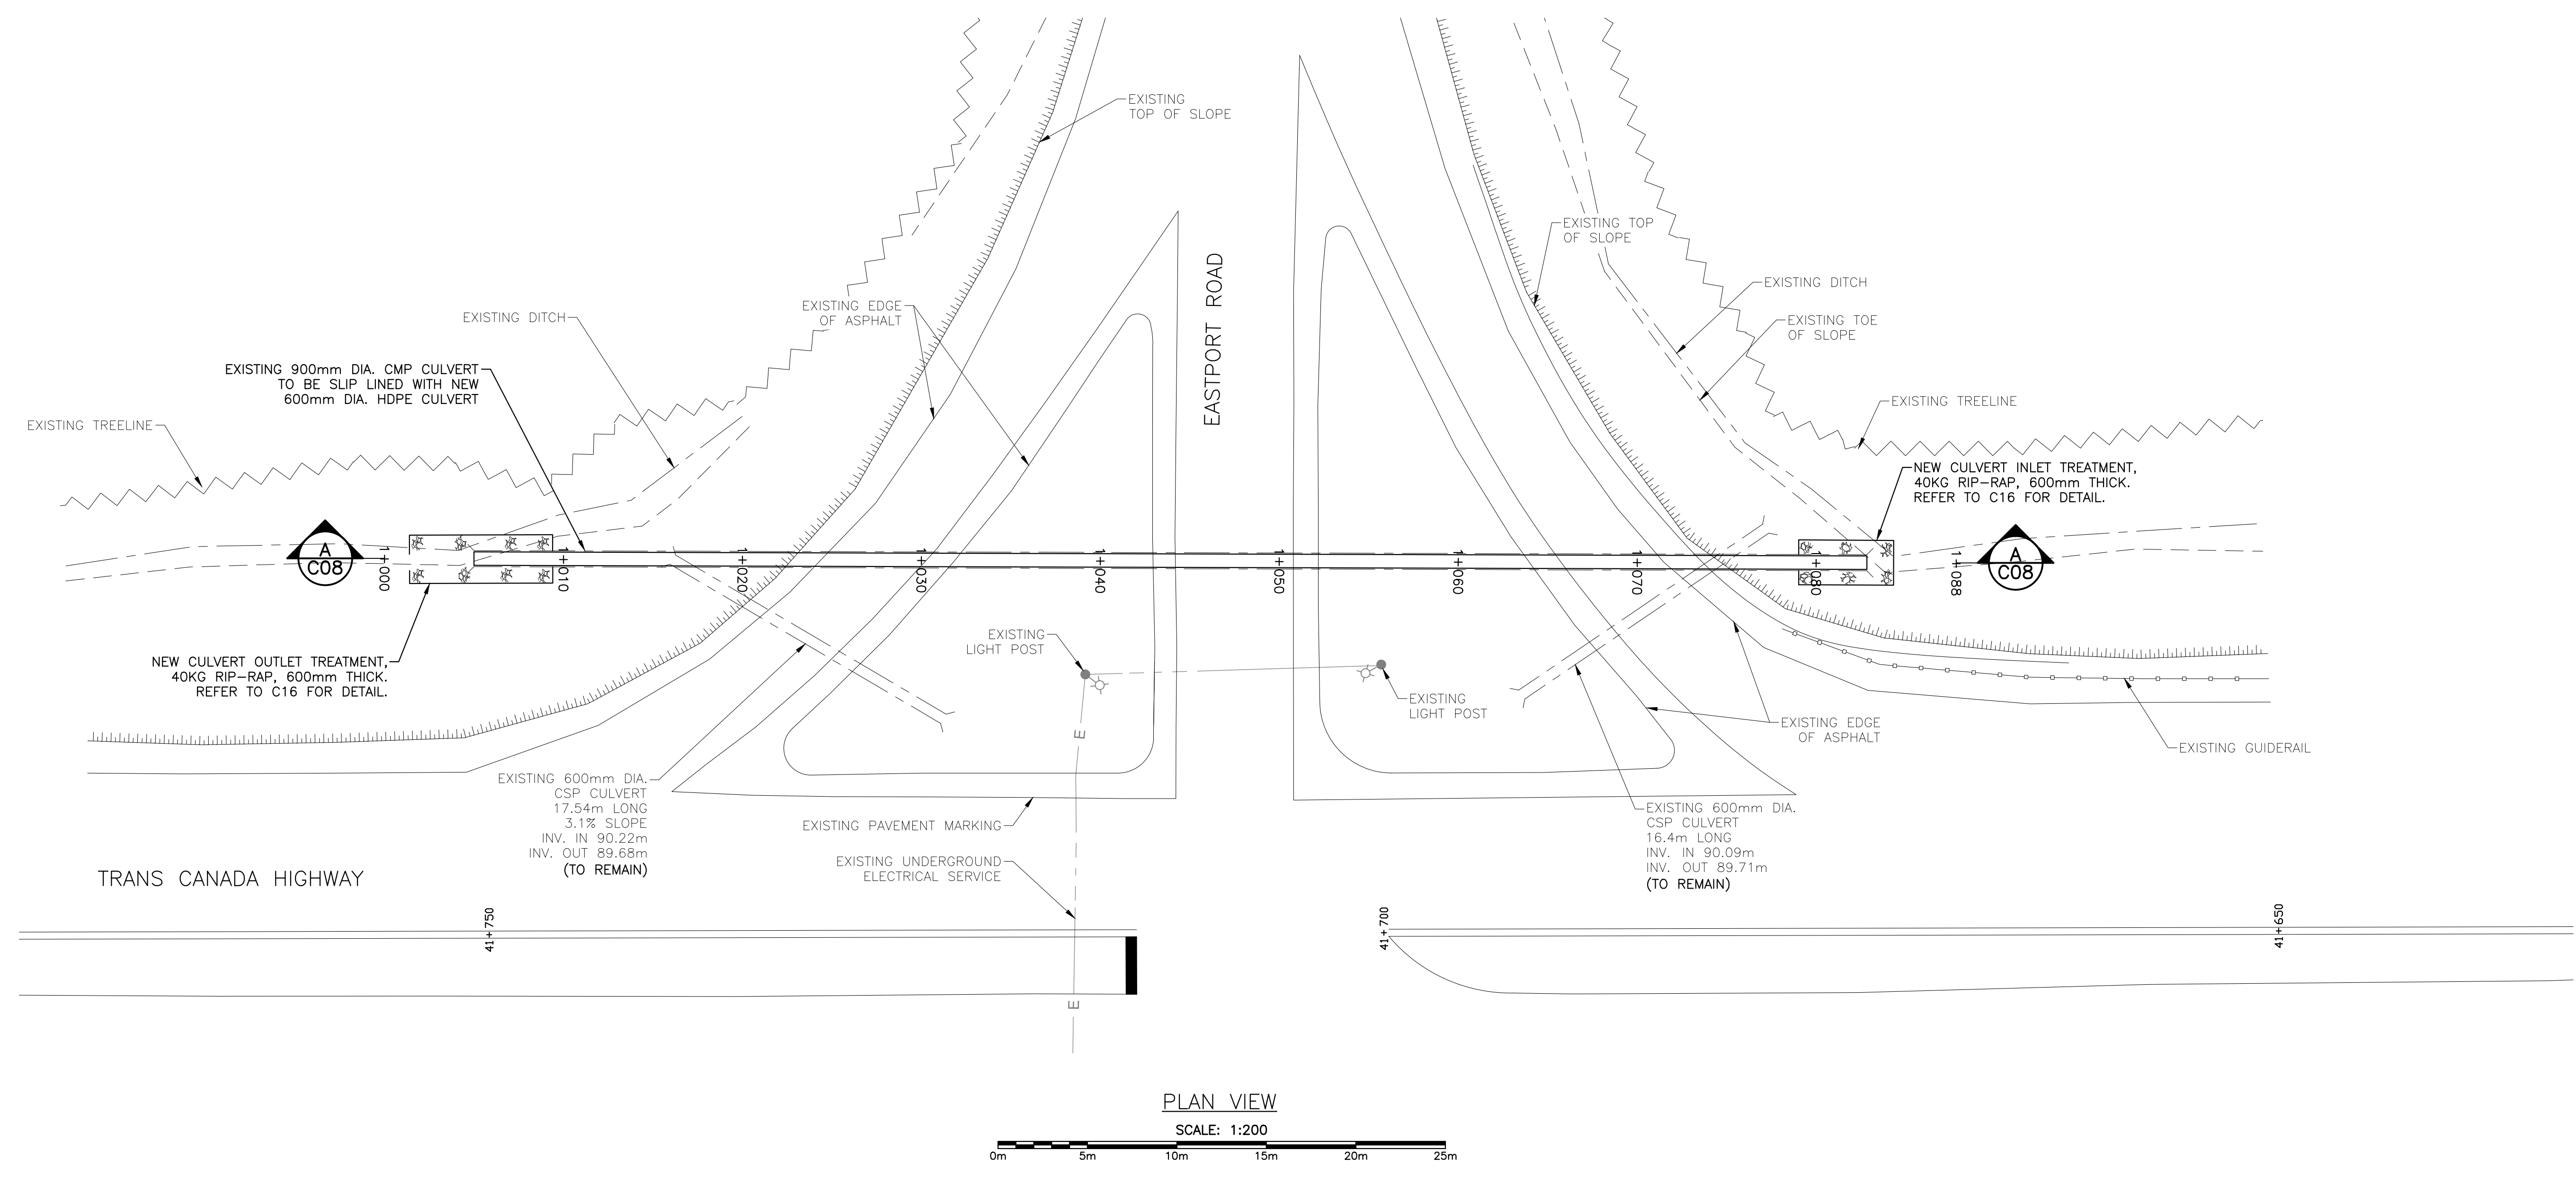 EXISTING
TOP OF SLOPE
EXISTING TOP
OF SLOPE
EASTPORT ROAD
EXISTING DITCH
EXISTING EDGE
OF ASPHALT
EXISTING DITCH
EXISTING TOE
OF SLOPE
EXISTING 900mm DIA. CMP CULVERT
TO BE SLIP LINED WITH NEW
600mm DIA. HDPE CULVERT
EXISTING TREELINE
EXISTING TREELINE
NEW CULVERT INLET TREATMENT,
40KG RIP-RAP, 600mm THICK.
REFER TO C16 FOR DETAIL.
A
C08
1+000
1+010
1+020
1+030
1+040
1+050
1+060
1+070
1+080
1+088
A
C08
EXISTING
LIGHT POST
NEW CULVERT OUTLET TREATMENT,
40KG RIP-RAP, 600mm THICK.
REFER TO C16 FOR DETAIL.
EXISTING
LIGHT POST
E
EXISTING EDGE
OF ASPHALT
EXISTING GUIDERAIL
EXISTING 600mm DIA.
CSP CULVERT
17.54m LONG
3.1% SLOPE
INV. IN 90.22m
INV. OUT 89.68m
(TO REMAIN)
EXISTING PAVEMENT MARKING
EXISTING UNDERGROUND
ELECTRICAL SERVICE
EXISTING 600mm DIA.
CSP CULVERT
16.4m LONG
INV. IN 90.09m
INV. OUT 89.71m
(TO REMAIN)
TRANS CANADA HIGHWAY
41+750
41+700
41+650
E
PLAN VIEW
SCALE: 1:200
0m 5m 10m 15m 20m 25m